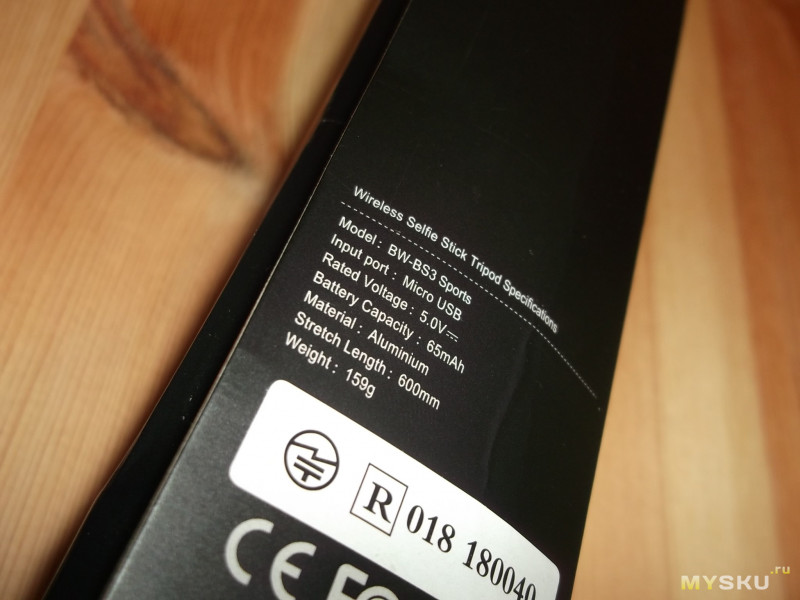 Wireless Selfie Stick Tripod Specifications
Model : BW-BS3 Sports
Input port : Micro USB
Rated Voltage : 5.0V⎓
Battery Capacity : 65mAh
Material : Aluminium
Stretch Length : 600mm
Weight : 159g
R 018 180040
CE FC
MYSKU.ru